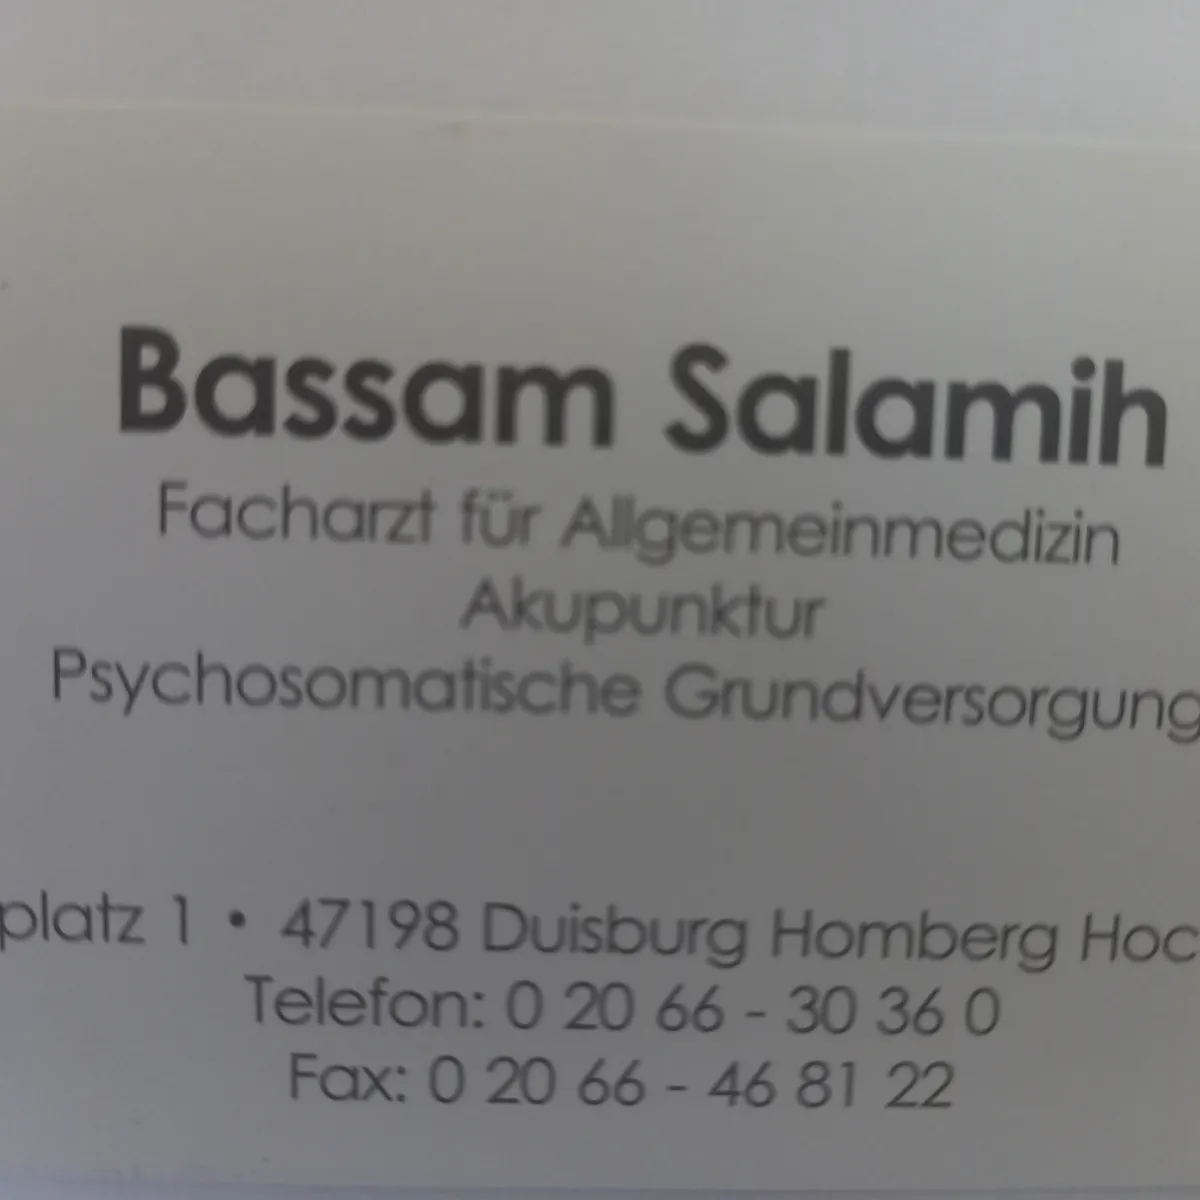 Bassam Salamih
Facharzt für Allgemeinmedizin
Akupunktur
Psychosomatische Grundversorgung
platz 1 • 47198 Duisburg Homberg Hoc
Telefon: 0 20 66 - 30 36 0
Fax: 0 20 66 - 46 81 22